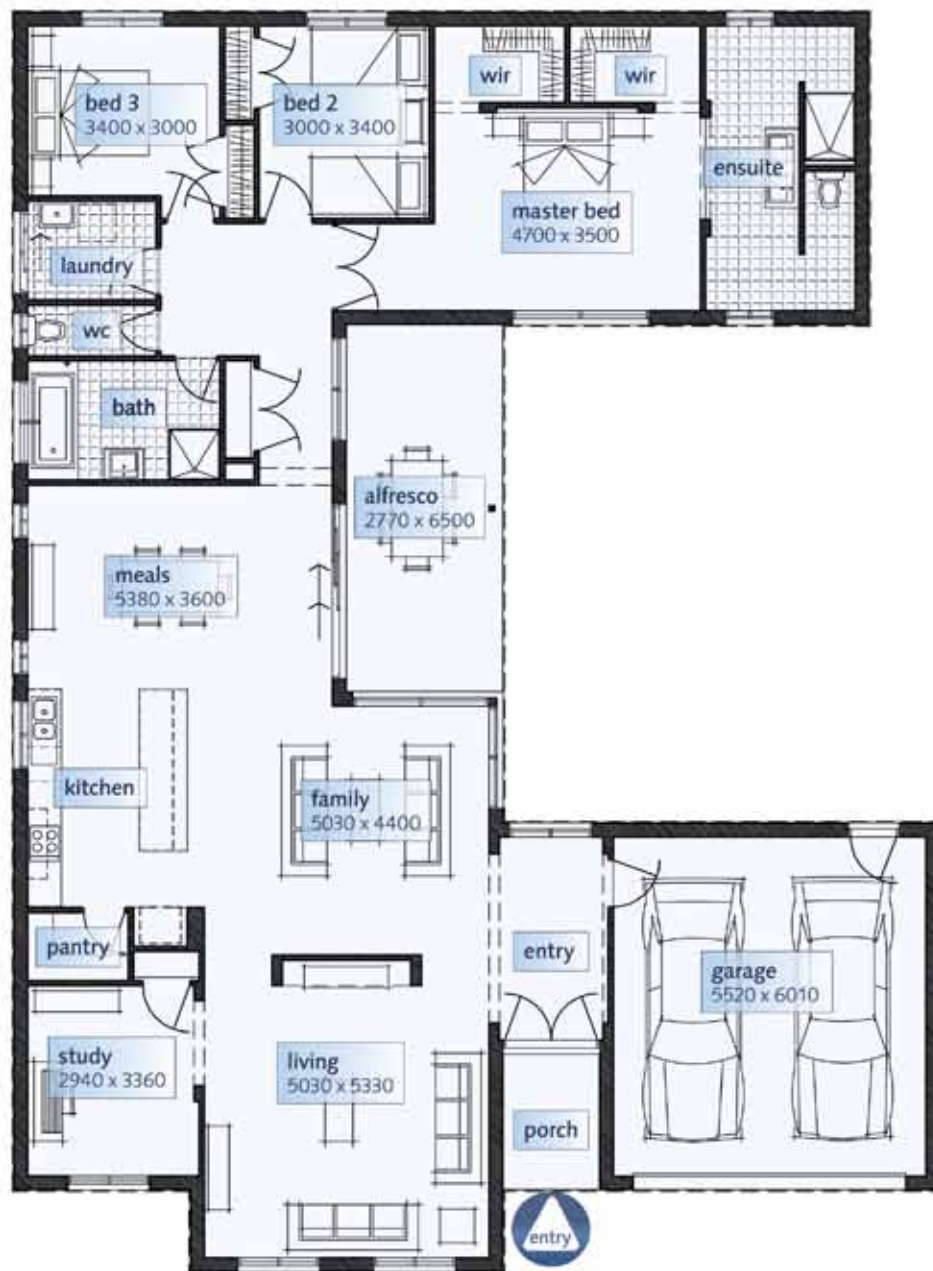 bed 3
3400 x 3000
bed 2
3000 x 3400
wir
wir
ensuite
master bed
4700 x 3500
laundry
wc
bath
alfresco
2770 x 6500
meals
5380 x 3600
kitchen
family
5030 x 4400
pantry
entry
garage
5520 x 6010
study
2940 x 3360
living
5030 x 5330
porch
entry